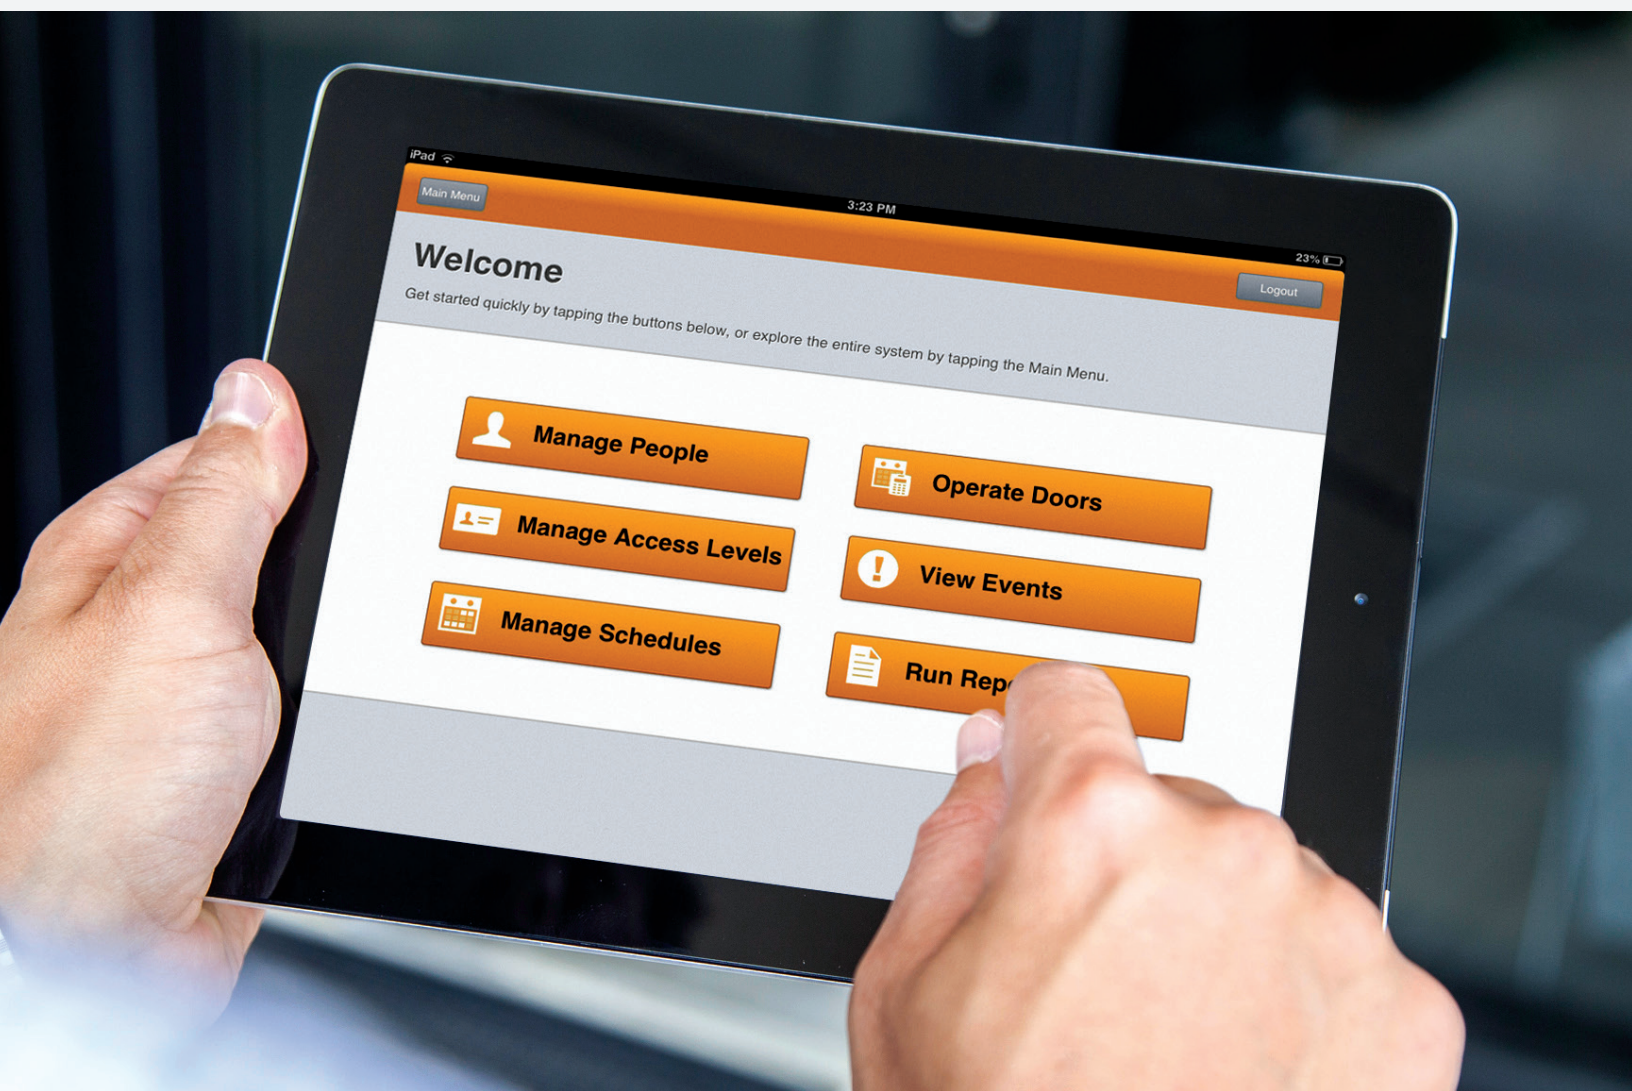 iPad
3:23 PM
23%
Main Menu
Logout
Welcome
Get started quickly by tapping the buttons below, or explore the entire system by tapping the Main Menu.
Manage People
Operate Doors
Manage Access Levels
View Events
Manage Schedules
Run